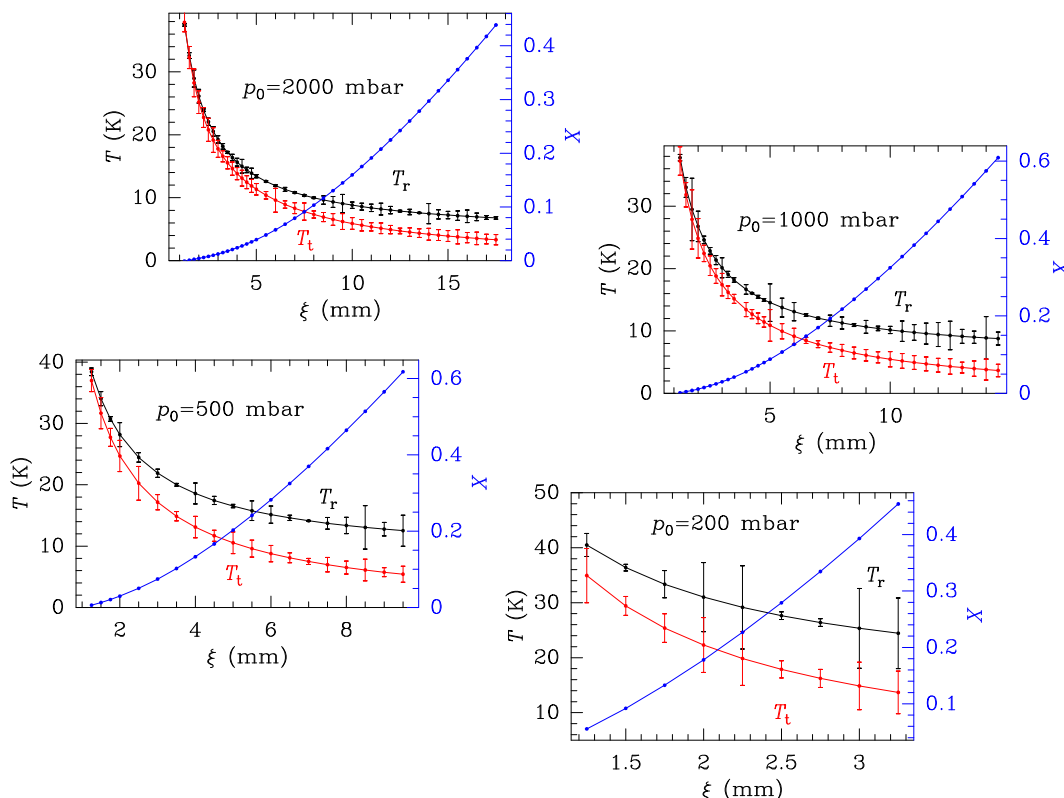 p0=2000 mbar
T (K)
30
20
10
0
0.4
0.3
0.2
0.1
0
X
Tr
Tt
5 10 15
ξ (mm)
p0=1000 mbar
T (K)
40
30
20
10
0
0.6
0.4
0.2
0
X
Tr
Tt
5 10
ξ (mm)
p0=500 mbar
T (K)
40
30
20
10
0
0.6
0.4
0.2
0
X
Tr
Tt
2 4 6 8
ξ (mm)
p0=200 mbar
T (K)
50
40
30
20
10
0.4
0.3
0.2
0.1
X
Tr
Tt
1.5 2 2.5 3
ξ (mm)